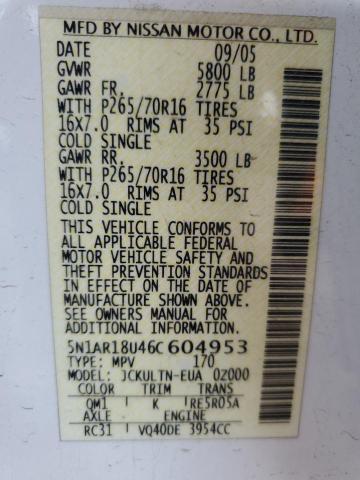 MFD BY NISSAN MOTOR CO., LTD.
DATE 09/05
GVWR 5800 LB
GAWR FR. 2775 LB
WITH P265/70R16 TIRES
16X7.0 RIMS AT 35 PSI
COLD SINGLE
GAWR RR. 3500 LB
WITH P265/70R16 TIRES
16X7.0 RIMS AT 35 PSI
COLD SINGLE
THIS VEHICLE CONFORMS TO
ALL APPLICABLE FEDERAL
MOTOR VEHICLE SAFETY AND
THEFT PREVENTION STANDARDS
IN EFFECT ON THE DATE OF
MANUFACTURE SHOWN ABOVE.
SEE OWNERS MANUAL FOR
ADDITIONAL INFORMATION.
5N1AR18U46C604953
TYPE: MPV 170
MODEL: JCKULTN-EUA 02000
COLOR TRIM TRANS
QM1 K RE5R05A
AXLE ENGINE
RC31 VQ40DE 3954CC